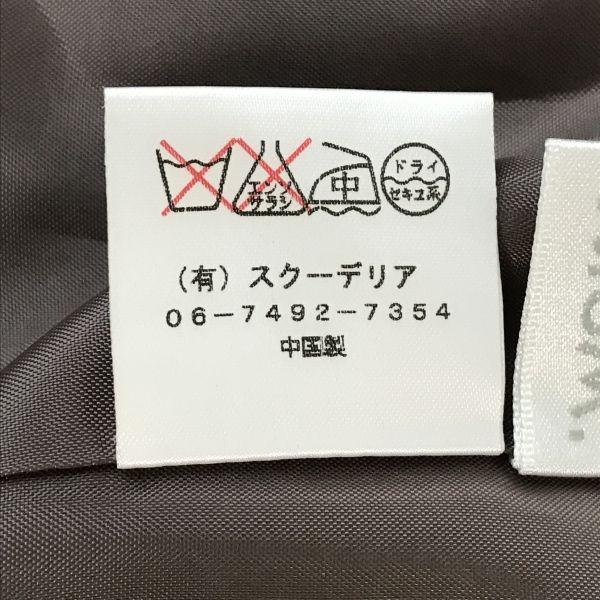 エンソ サラシ 中 ドライ セキユ系
（有）スクーデリア
０６－７４９２－７３５４
中国製